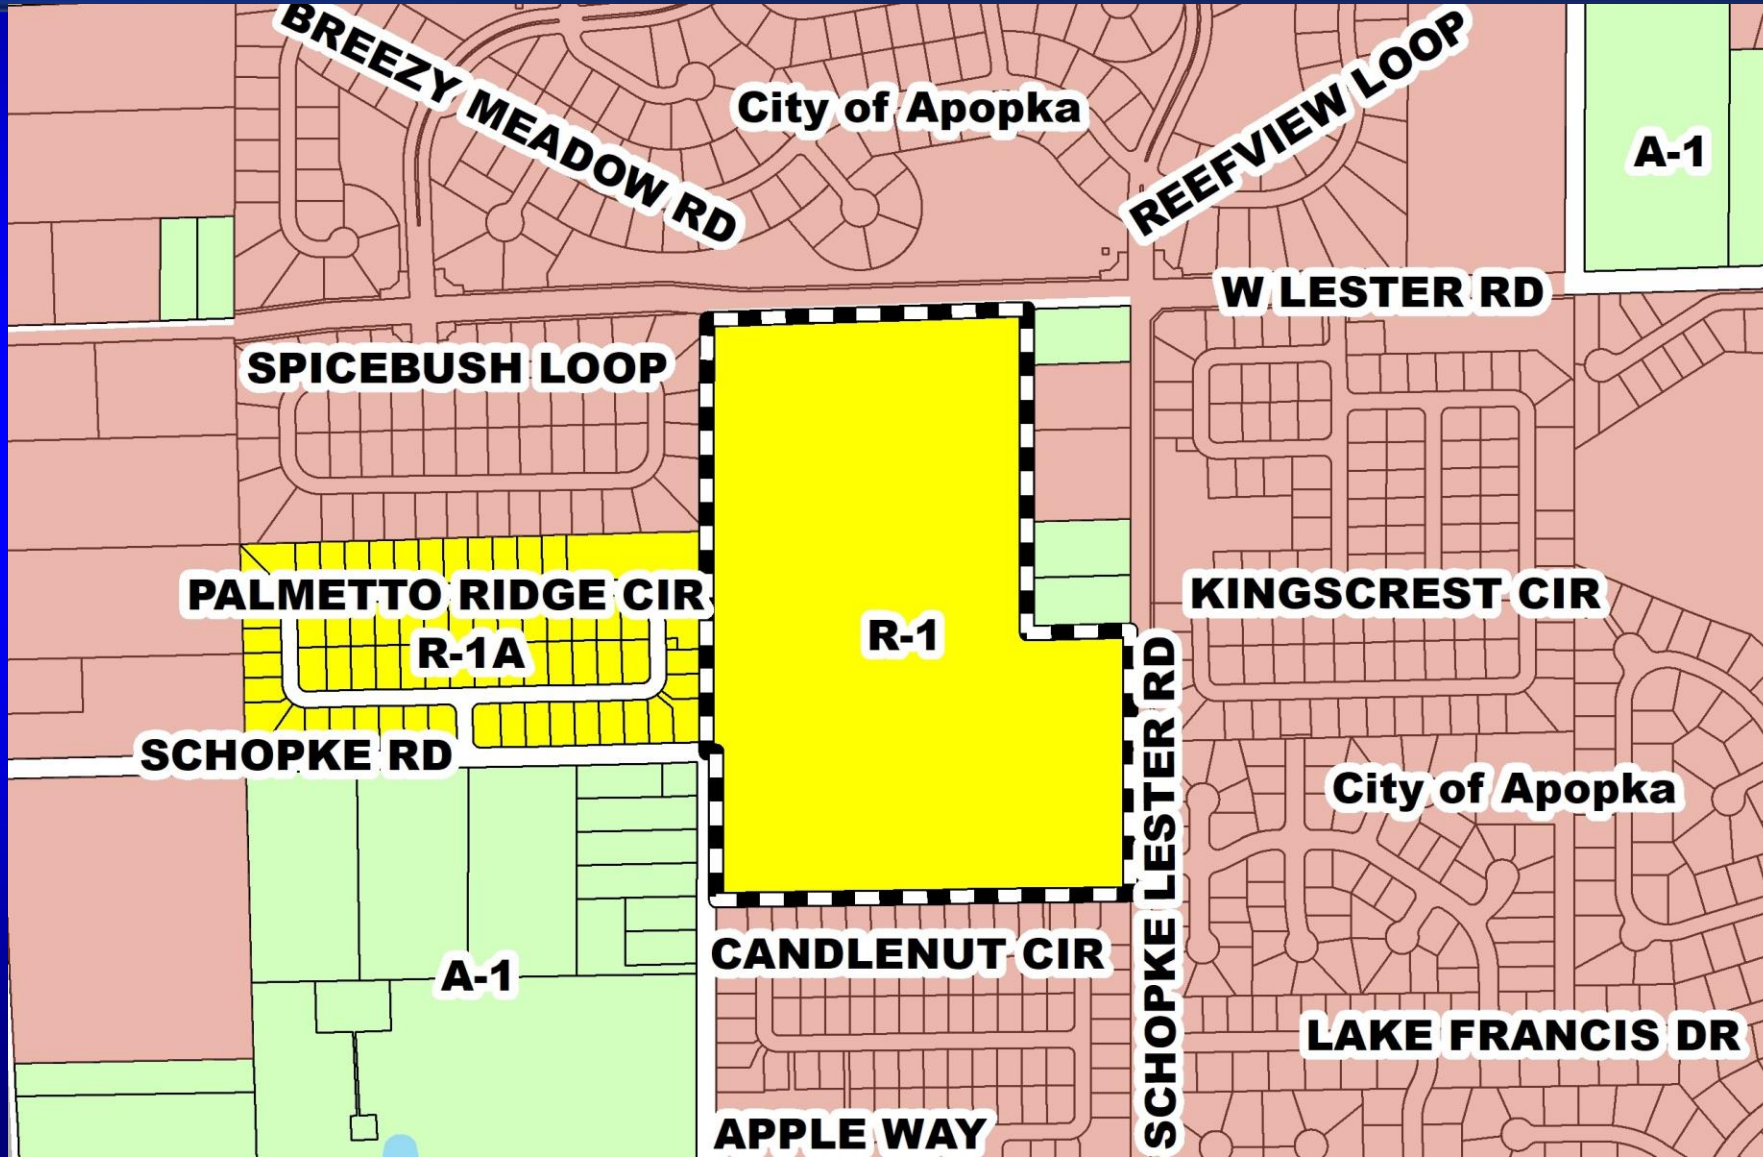 BREEZY MEADOW RD
City of Apopka
REEFVIEW LOOP
A-1
W LESTER RD
SPICEBUSH LOOP
PALMETTO RIDGE CIR
KINGSCREST CIR
R-1
R-1A
SCHOPKE RD
SCHOPKE LESTER RD
City of Apopka
CANDLENUT CIR
A-1
LAKE FRANCIS DR
APPLE WAY